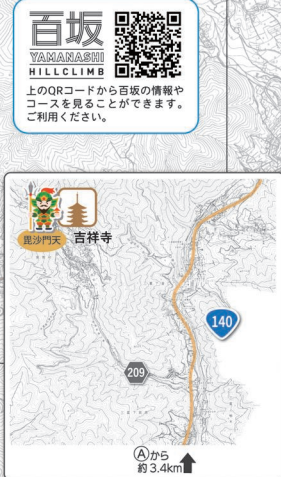 百坂
YAMANASHI
HILLCLIMB
上のQRコードから百坂の情報や
コースを見ることができます。
ご利用ください。
毘沙門天
吉祥寺
140
209
Ⓐから
約3.4km